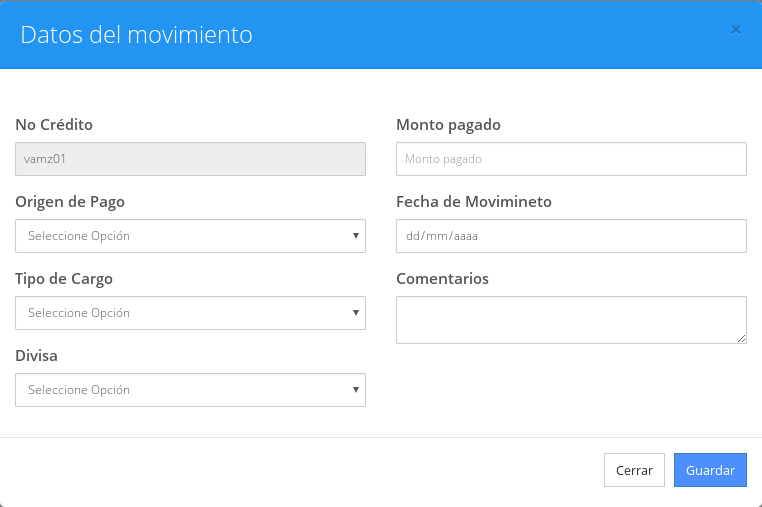 Datos del movimiento
×
No Crédito
vamz01
Origen de Pago
Seleccione Opción
Tipo de Cargo
Seleccione Opción
Divisa
Seleccione Opción
Monto pagado
Monto pagado
Fecha de Movimineto
dd/mm/aaaa
Comentarios
Cerrar
Guardar